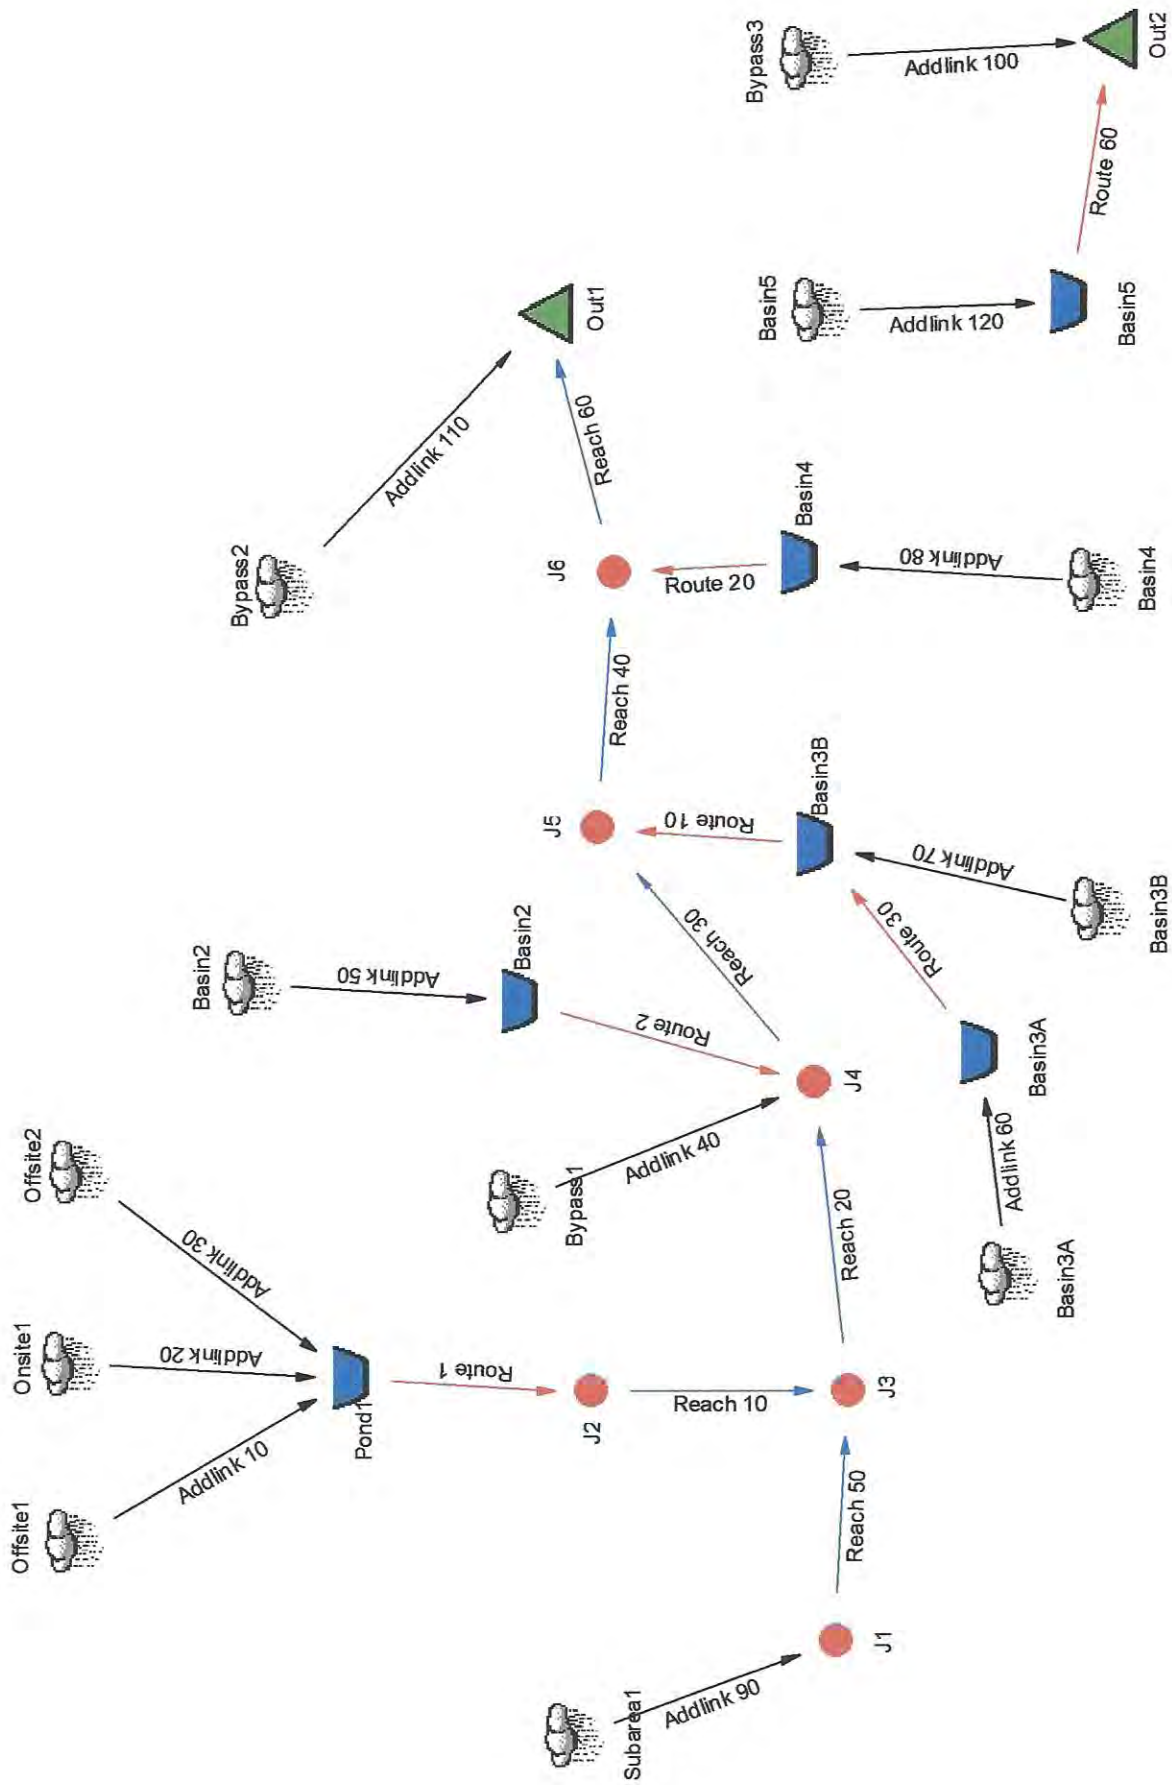 Offsite1
Onsite1
Offsite2
Addlink 10
Addlink 20
Addlink 30
Pond1
Route 1
J2
Reach 10
Subarea1
Addlink 90
J1
Reach 50
J3
Reach 20
Bypass1
Addlink 40
Basin2
Addlink 50
Basin2
Route 2
J4
Reach 30
Basin3A
Addlink 60
Basin3A
Route 30
Basin3B
Addlink 70
Basin3B
Route 10
J5
Reach 40
Basin4
Addlink 80
Basin4
Route 20
J6
Reach 60
Bypass2
Addlink 110
Out1
Basin5
Addlink 120
Basin5
Route 60
Bypass3
Addlink 100
Out2